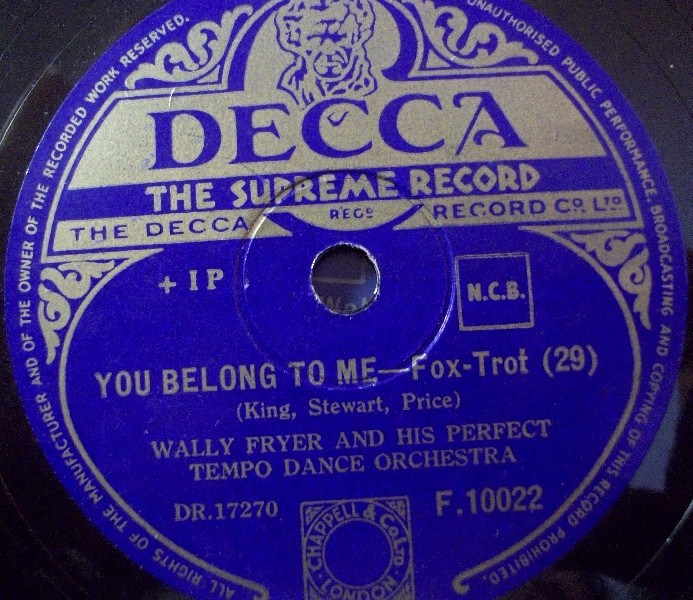 ALL RIGHTS OF THE MANUFACTURER AND OF THE OWNER OF THE RECORDED WORK RESERVED.
UNAUTHORISED PUBLIC PERFORMANCE, BROADCASTING AND COPYING OF THIS RECORD PROHIBITED.
DECCA
THE SUPREME RECORD
THE DECCA REGD RECORD CO. LTD
+ 1 P
N.C.B.
YOU BELONG TO ME—Fox-Trot (29)
(King, Stewart, Price)
WALLY FRYER AND HIS PERFECT
TEMPO DANCE ORCHESTRA
DR.17270
F.10022
CHAPPELL & CO LTD
LONDON